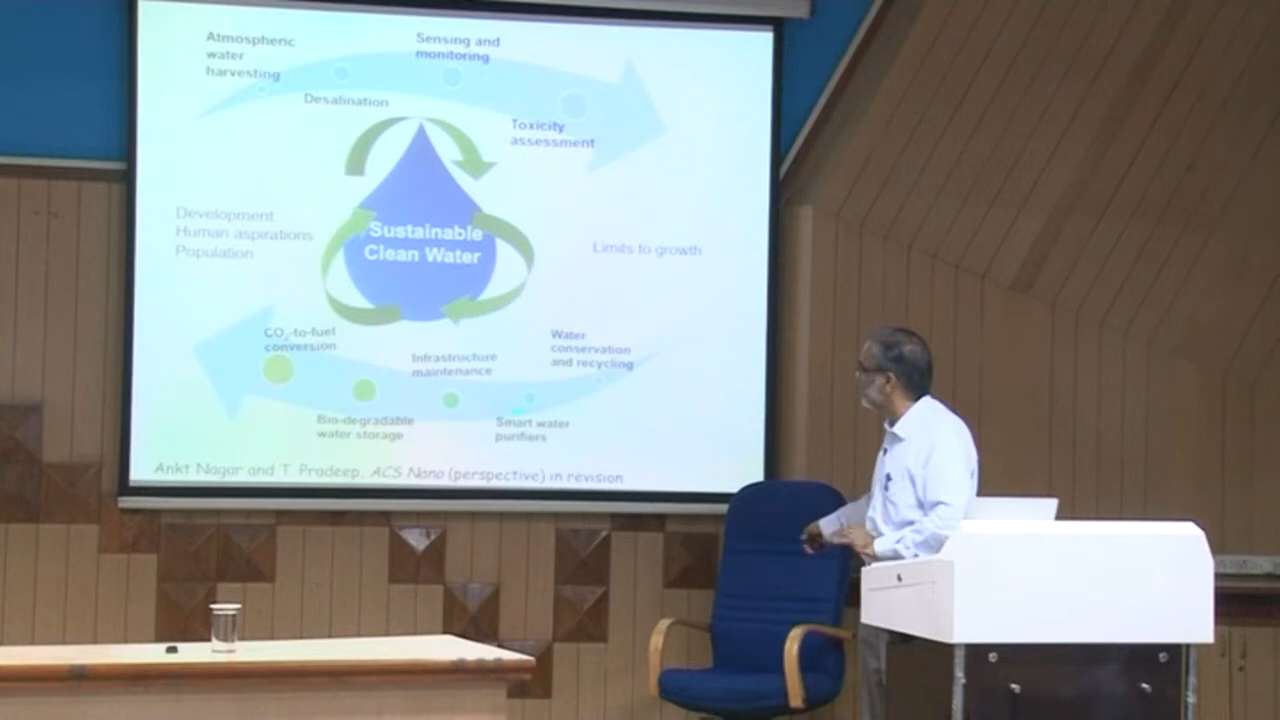 Atmospheric
water
harvesting
Sensing and
monitoring
Desalination
Toxicity
assessment
Development
Human aspirations
Population
Sustainable
Clean Water
Limits to growth
CO₂-to-fuel
conversion
Infrastructure
maintenance
Water
conservation
and recycling
Bio-degradable
water storage
Smart water
purifiers
Ankt Nagar and T. Pradeep, ACS Nano (perspective) in revision